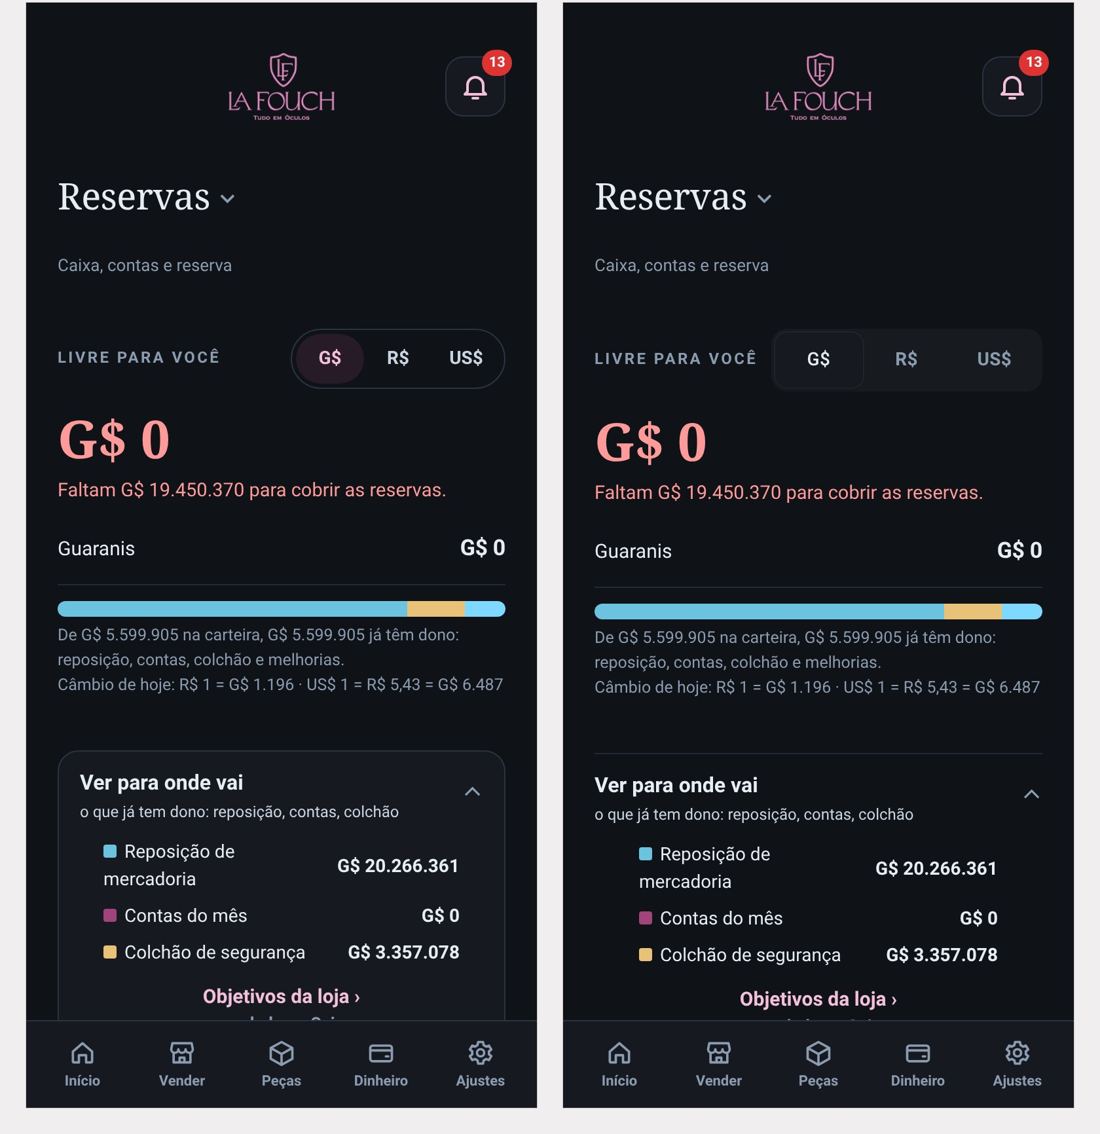 LF
LA FOUCH
TUDO EM ÓCULOS
13
Reservas
Caixa, contas e reserva
LIVRE PARA VOCÊ
G$ R$ US$
G$ 0
Faltam G$ 19.450.370 para cobrir as reservas.
Guaranis G$ 0
De G$ 5.599.905 na carteira, G$ 5.599.905 já têm dono:
reposição, contas, colchão e melhorias.
Câmbio de hoje: R$ 1 = G$ 1.196 · US$ 1 = R$ 5,43 = G$ 6.487
Ver para onde vai
o que já tem dono: reposição, contas, colchão
Reposição de
mercadoria
G$ 20.266.361
Contas do mês G$ 0
Colchão de segurança G$ 3.357.078
Objetivos da loja ›
Início Vender Peças Dinheiro Ajustes
LF
LA FOUCH
TUDO EM ÓCULOS
13
Reservas
Caixa, contas e reserva
LIVRE PARA VOCÊ
G$ R$ US$
G$ 0
Faltam G$ 19.450.370 para cobrir as reservas.
Guaranis G$ 0
De G$ 5.599.905 na carteira, G$ 5.599.905 já têm dono:
reposição, contas, colchão e melhorias.
Câmbio de hoje: R$ 1 = G$ 1.196 · US$ 1 = R$ 5,43 = G$ 6.487
Ver para onde vai
o que já tem dono: reposição, contas, colchão
Reposição de
mercadoria
G$ 20.266.361
Contas do mês G$ 0
Colchão de segurança G$ 3.357.078
Objetivos da loja ›
Início Vender Peças Dinheiro Ajustes